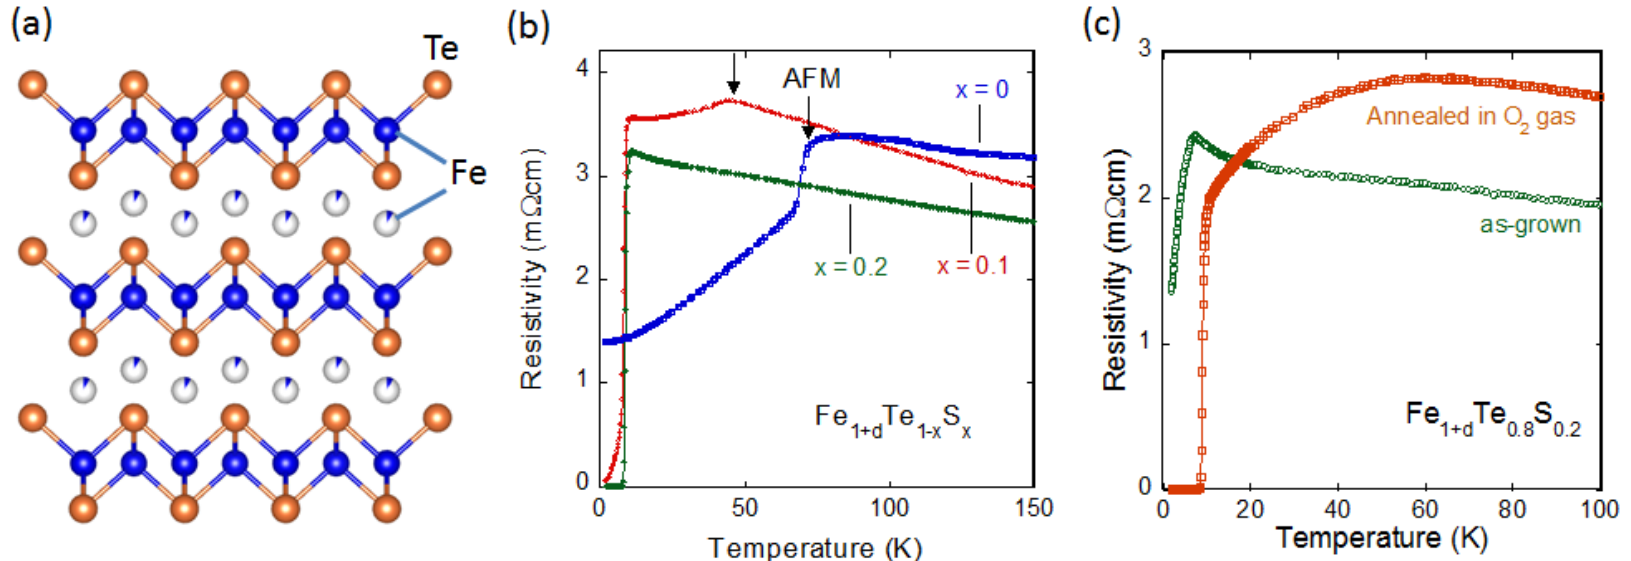 (a)
Te
Fe
(b)
4
3
2
1
0
0
50
100
150
Resistivity (mΩcm)
Temperature (K)
AFM
x = 0
x = 0.2
x = 0.1
Fe1+dTe1-xSx
(c)
3
2
1
0
0
20
40
60
80
100
Resistivity (mΩcm)
Temperature (K)
Annealed in O2 gas
as-grown
Fe1+dTe0.8S0.2